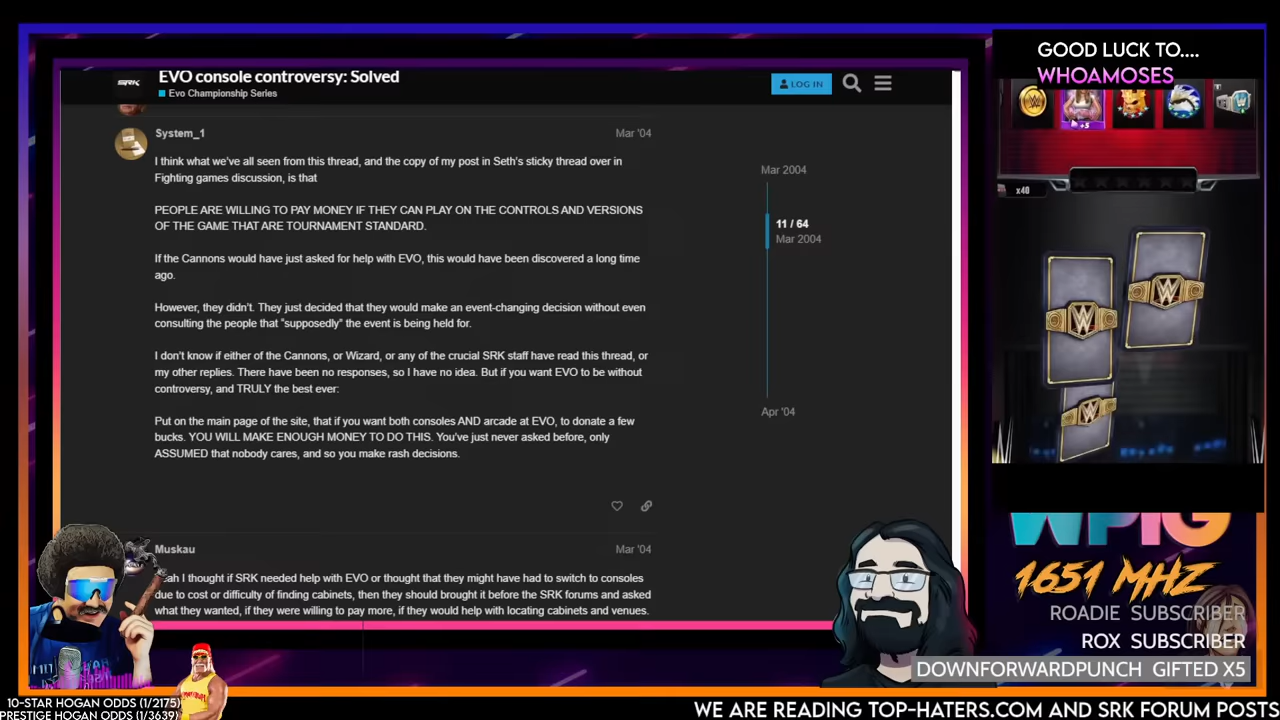 GOOD LUCK TO....
WHOAMOSES
SRK
EVO console controversy: Solved
Evo Championship Series
LOG IN
System_1
Mar '04
I think what we've all seen from this thread, and the copy of my post in Seth's sticky thread over in
Fighting games discussion, is that
PEOPLE ARE WILLING TO PAY MONEY IF THEY CAN PLAY ON THE CONTROLS AND VERSIONS
OF THE GAME THAT ARE TOURNAMENT STANDARD.
If the Cannons would have just asked for help with EVO, this would have been discovered a long time
ago.
However, they didn't. They just decided that they would make an event-changing decision without even
consulting the people that "supposedly" the event is being held for.
I don't know if either of the Cannons, or Wizard, or any of the crucial SRK staff have read this thread, or
my other replies. There have been no responses, so I have no idea. But if you want EVO to be without
controversy, and TRULY the best ever:
Put on the main page of the site, that if you want both consoles AND arcade at EVO, to donate a few
bucks. YOU WILL MAKE ENOUGH MONEY TO DO THIS. You've just never asked before, only
ASSUMED that nobody cares, and so you make rash decisions.
Muskau
Mar '04
ah I thought if SRK needed help with EVO or thought that they might have had to switch to consoles
due to cost or difficulty of finding cabinets, then they should brought it before the SRK forums and asked
what they wanted, if they were willing to pay more, if they would help with locating cabinets and venues.
Mar 2004
11 / 64
Mar 2004
Apr '04
+5
x40
W
W
W
WPIG
1651 MHZ
ROADIE SUBSCRIBER
ROX SUBSCRIBER
DOWNFORWARDPUNCH GIFTED X5
10-STAR HOGAN ODDS (1/2175)
PRESTIGE HOGAN ODDS (1/3639)
WE ARE READING TOP-HATERS.COM AND SRK FORUM POSTS